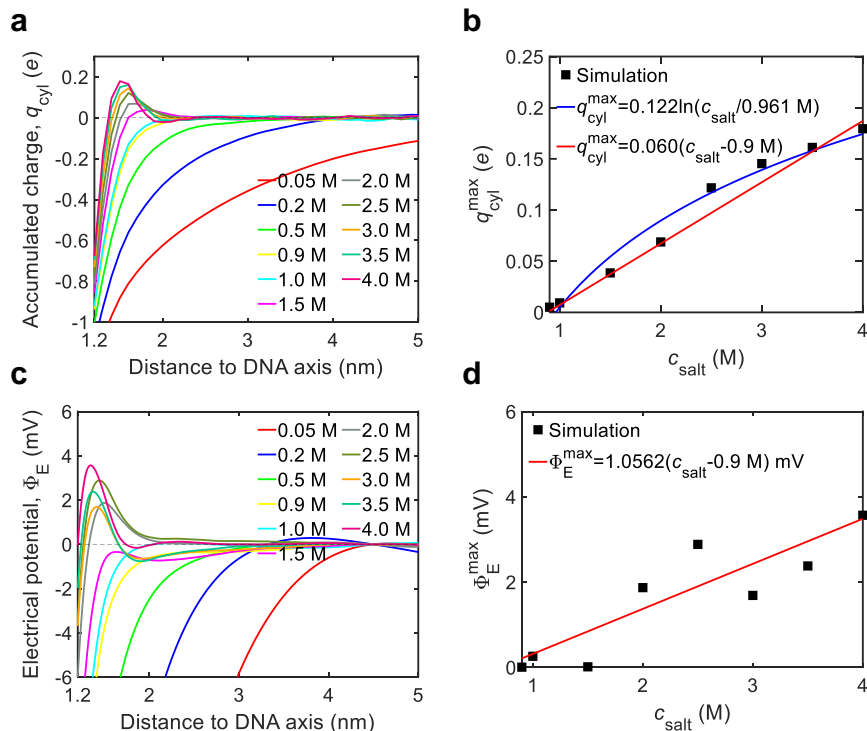 a
Accumulated charge, q_cyl (e)
0.2
0
-0.2
-0.4
-0.6
-0.8
-1
0.05 M
0.2 M
0.5 M
0.9 M
1.0 M
1.5 M
2.0 M
2.5 M
3.0 M
3.5 M
4.0 M
1.2 2 3 4 5
Distance to DNA axis (nm)
b
q_cyl^max (e)
0.25
0.20
0.15
0.10
0.05
0
Simulation
q_cyl^max=0.122ln(c_salt/0.961 M)
q_cyl^max=0.060(c_salt-0.9 M)
1 2 3 4
c_salt (M)
c
Electrical potential, Φ_E (mV)
6
4
2
0
-2
-4
-6
0.05 M
0.2 M
0.5 M
0.9 M
1.0 M
1.5 M
2.0 M
2.5 M
3.0 M
3.5 M
4.0 M
1.2 2 3 4 5
Distance to DNA axis (nm)
d
Φ_E^max (mV)
6
4
2
0
Simulation
Φ_E^max=1.0562(c_salt-0.9 M) mV
1 2 3 4
c_salt (M)